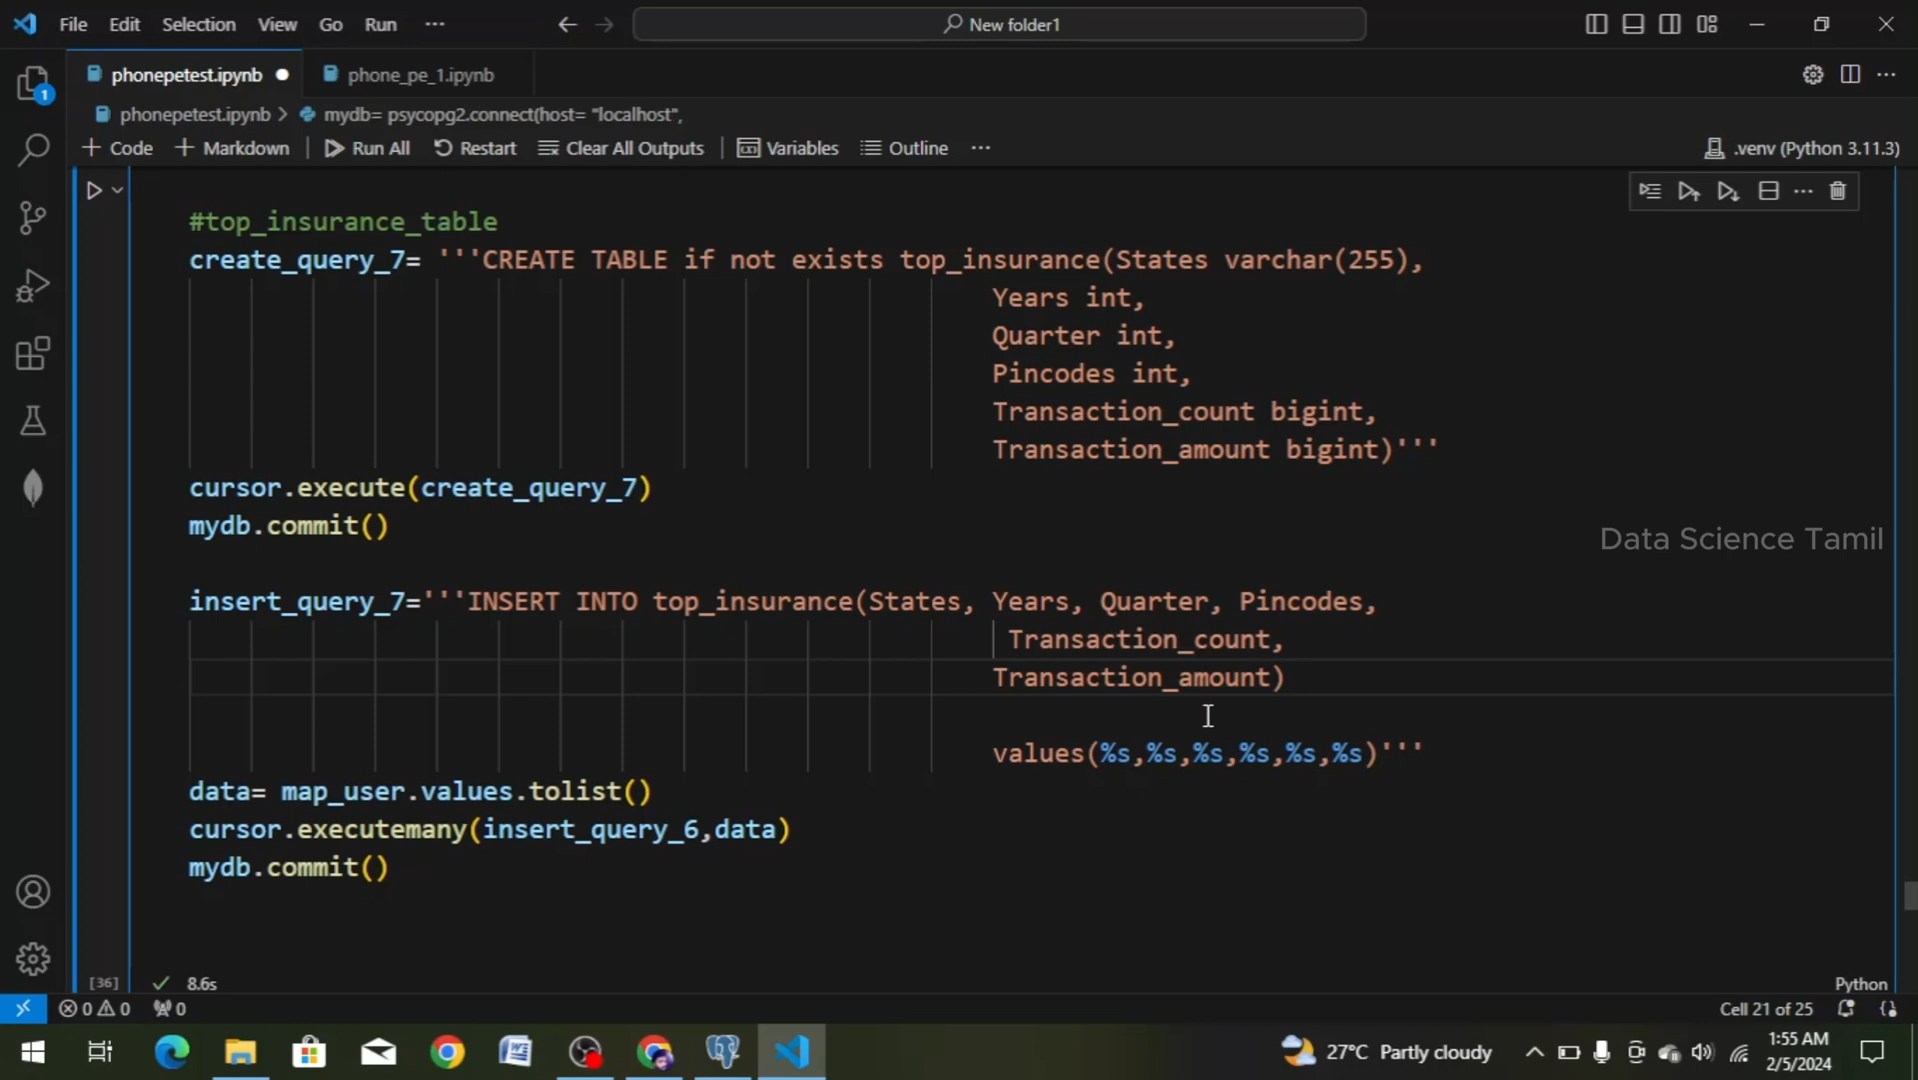 File Edit Selection View Go Run ··· New folder1
phonepetest.ipynb phone_pe_1.ipynb
phonepetest.ipynb > mydb= psycopg2.connect(host= "localhost",
+ Code + Markdown Run All Restart Clear All Outputs Variables Outline ··· .venv (Python 3.11.3)
#top_insurance_table
create_query_7= '''CREATE TABLE if not exists top_insurance(States varchar(255),
Years int,
Quarter int,
Pincodes int,
Transaction_count bigint,
Transaction_amount bigint)'''
cursor.execute(create_query_7)
mydb.commit()
Data Science Tamil
insert_query_7='''INSERT INTO top_insurance(States, Years, Quarter, Pincodes,
Transaction_count,
Transaction_amount)
values(%s,%s,%s,%s,%s,%s)'''
data= map_user.values.tolist()
cursor.executemany(insert_query_6,data)
mydb.commit()
[36] 8.6s Python
0 0 0 Cell 21 of 25
27°C Partly cloudy 1:55 AM
2/5/2024
1